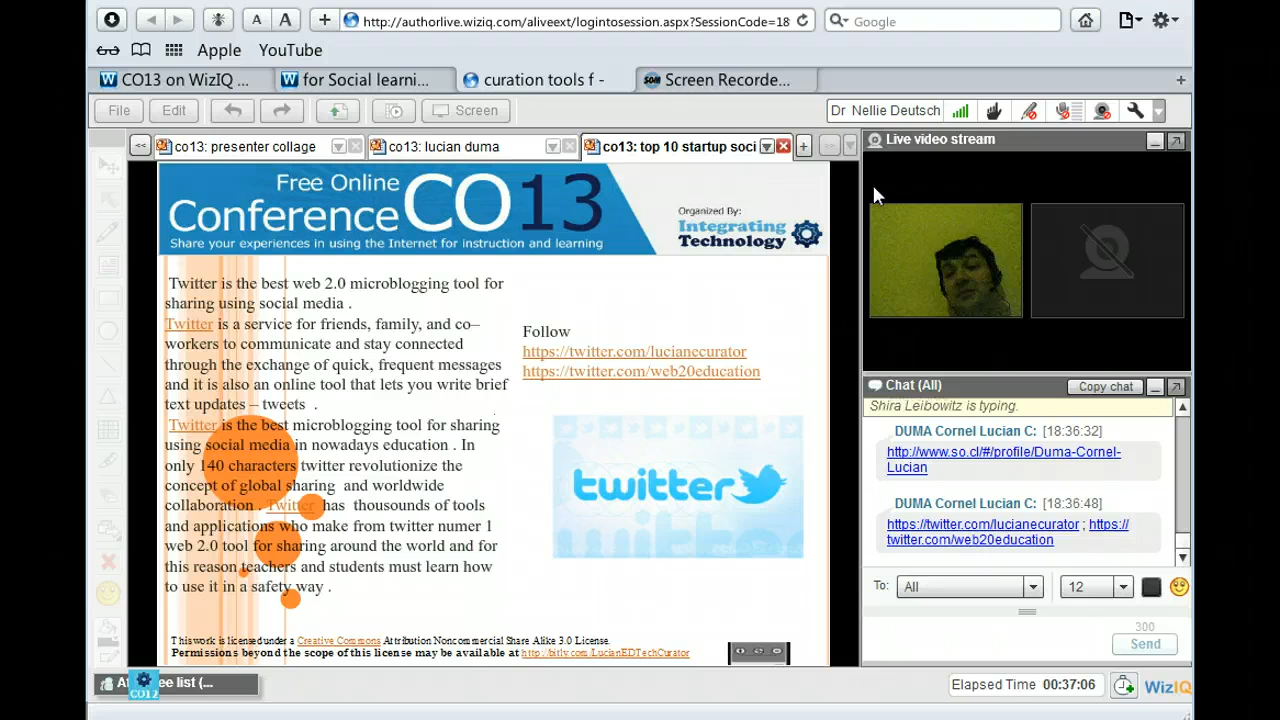 http://authorlive.wiziq.com/aliveext/logintosession.aspx?SessionCode=18
Google
Apple YouTube
CO13 on WizIQ ...
for Social learni...
curation tools f -
Screen Recorde...
File
Edit
Screen
Dr Nellie Deutsch
co13: presenter collage
co13: lucian duma
co13: top 10 startup soci
Live video stream
Free Online
Conference CO13
Share your experiences in using the Internet for instruction and learning
Organized By:
Integrating
Technology
Twitter is the best web 2.0 microblogging tool for
sharing using social media .
Twitter is a service for friends, family, and co–
workers to communicate and stay connected
through the exchange of quick, frequent messages
and it is also an online tool that lets you write brief
text updates – tweets .
Twitter is the best microblogging tool for sharing
using social media in nowadays education . In
only 140 characters twitter revolutionize the
concept of global sharing and worldwide
collaboration . Twitter has thousounds of tools
and applications who make from twitter numer 1
web 2.0 tool for sharing around the world and for
this reason teachers and students must learn how
to use it in a safety way .
Follow
https://twitter.com/lucianecurator
https://twitter.com/web20education
twitter
This work is licensed under a Creative Commons Attribution Noncommercial Share Alike 3.0 License.
Permissions beyond the scope of this license may be available at http://bitly.com/LucianEDTechCurator
Chat (All)
Copy chat
Shira Leibowitz is typing.
DUMA Cornel Lucian C: [18:36:32]
http://www.so.cl/#/profile/Duma-Cornel-
Lucian
DUMA Cornel Lucian C: [18:36:48]
https://twitter.com/lucianecurator ; https://
twitter.com/web20education
To: All
12
300
Send
ee list (...
CO12
Elapsed Time 00:37:06
WizIQ